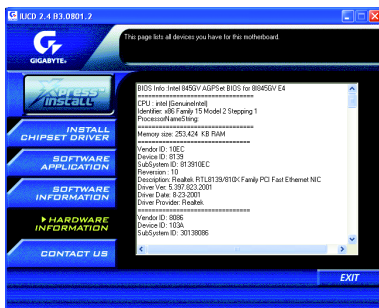 IUCD 2.4 B3.0801.2
This page lists all devices you have for this motherboard.
GIGABYTE
Xpress
INSTALL
INSTALL
CHIPSET DRIVER
SOFTWARE
APPLICATION
SOFTWARE
INFORMATION
HARDWARE
INFORMATION
CONTACT US
BIOS Info :Intel 845GV AGPSet BIOS for 8I845GV E4
================================
CPU : intel [GenuineIntel]
Identifier: x86 Family 15 Model 2 Stepping 1
ProcessorNameString:
================================
Memory size: 253,424 KB RAM
================================
Vendor ID: 10EC
Device ID: 8139
SubSystem ID: 813910EC
Reversion : 10
Description: Realtek RTL8139/810X Family PCI Fast Ethernet NIC
Driver Ver: 5.397.823.2001
Driver Date: 8-23-2001
Driver Provider: Realtek
================================
Vendor ID: 8086
Device ID: 103A
SubSystem ID: 30138086
EXIT